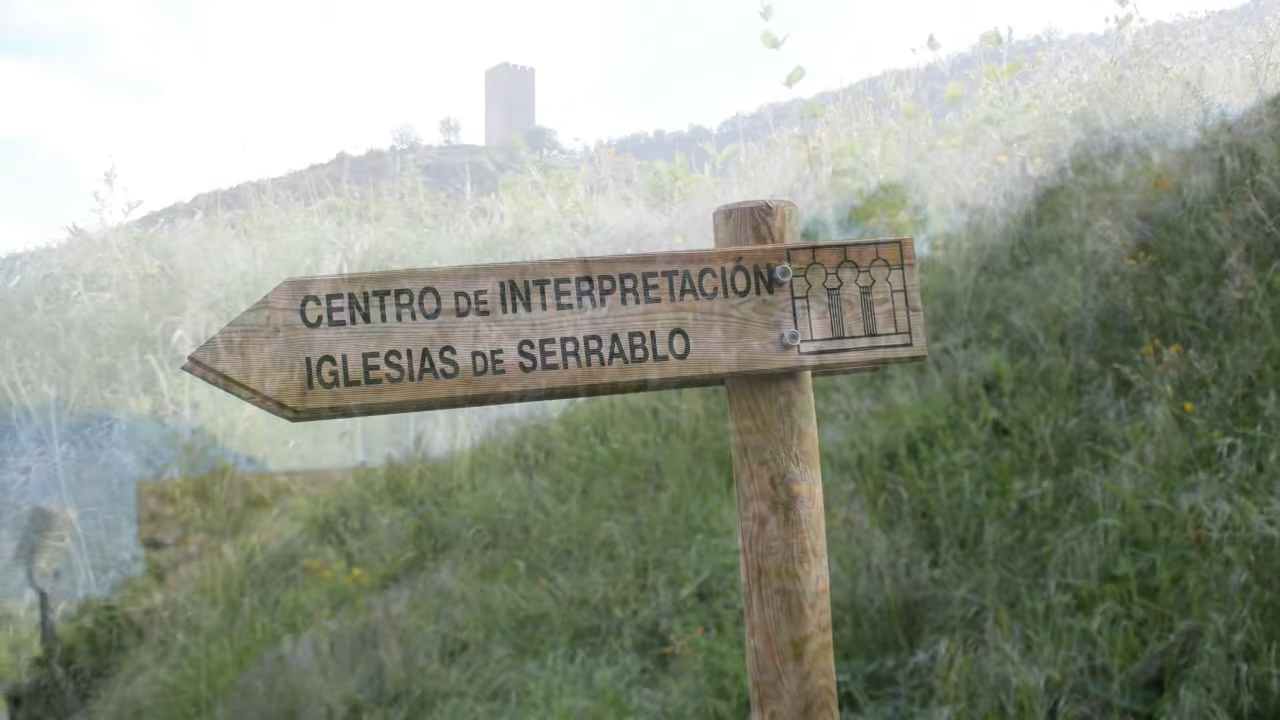 CENTRO DE INTERPRETACIÓN
IGLESIAS DE SERRABLO